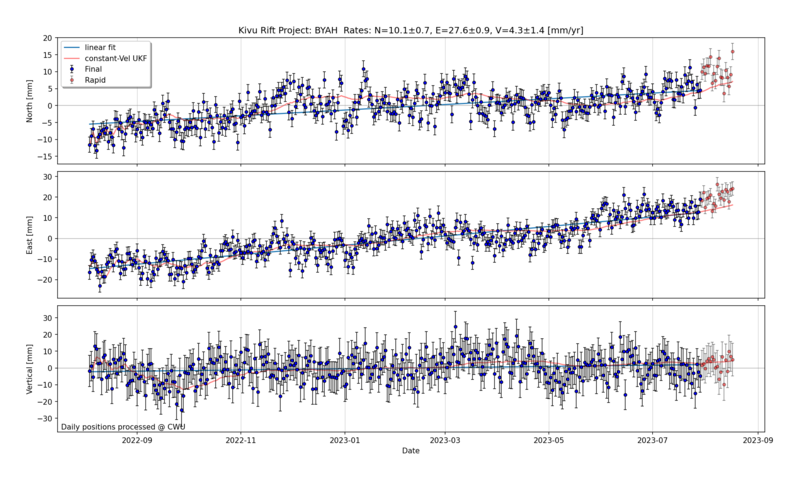 Kivu Rift Project: BYAH  Rates: N=10.1±0.7, E=27.6±0.9, V=4.3±1.4 [mm/yr]
linear fit
constant-Vel UKF
Final
Rapid
North [mm]
20
15
10
5
0
−5
−10
−15
East [mm]
30
20
10
0
−10
−20
Vertical [mm]
30
20
10
0
−10
−20
−30
Daily positions processed @ CWU
2022-09
2022-11
2023-01
2023-03
2023-05
2023-07
2023-09
Date